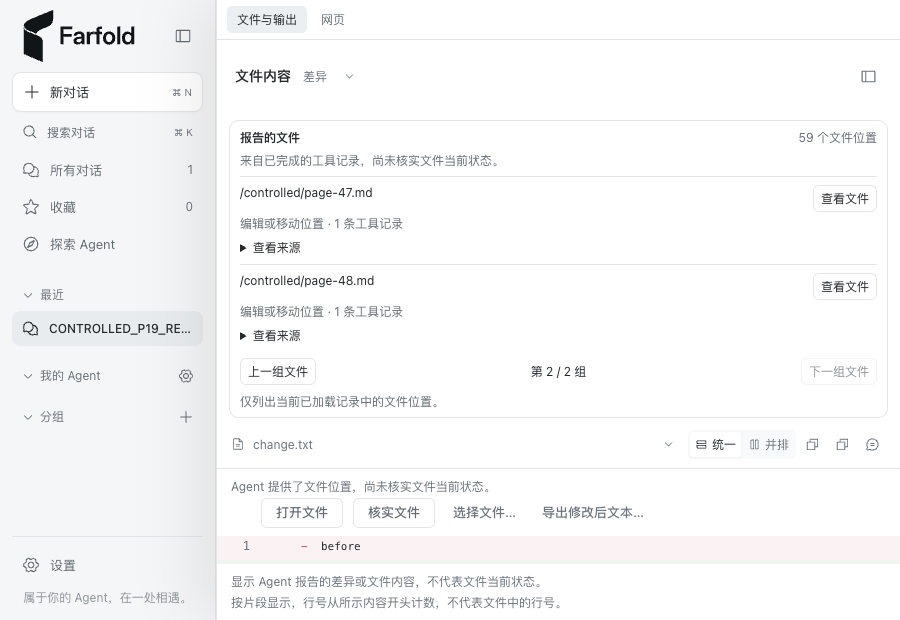 Farfold
新对话
⌘ N
搜索对话
⌘ K
所有对话
1
收藏
0
探索 Agent
最近
CONTROLLED_P19_RE...
我的 Agent
分组
设置
属于你的 Agent，在一处相遇。
文件与输出
网页
文件内容
差异
报告的文件
59 个文件位置
来自已完成的工具记录，尚未核实文件当前状态。
/controlled/page-47.md
查看文件
编辑或移动位置 · 1 条工具记录
查看来源
/controlled/page-48.md
查看文件
编辑或移动位置 · 1 条工具记录
查看来源
上一组文件
第 2 / 2 组
下一组文件
仅列出当前已加载记录中的文件位置。
change.txt
统一
并排
Agent 提供了文件位置，尚未核实文件当前状态。
打开文件
核实文件
选择文件...
导出修改后文本...
1 − before
显示 Agent 报告的差异或文件内容，不代表文件当前状态。
按片段显示，行号从所示内容开头计数，不代表文件中的行号。